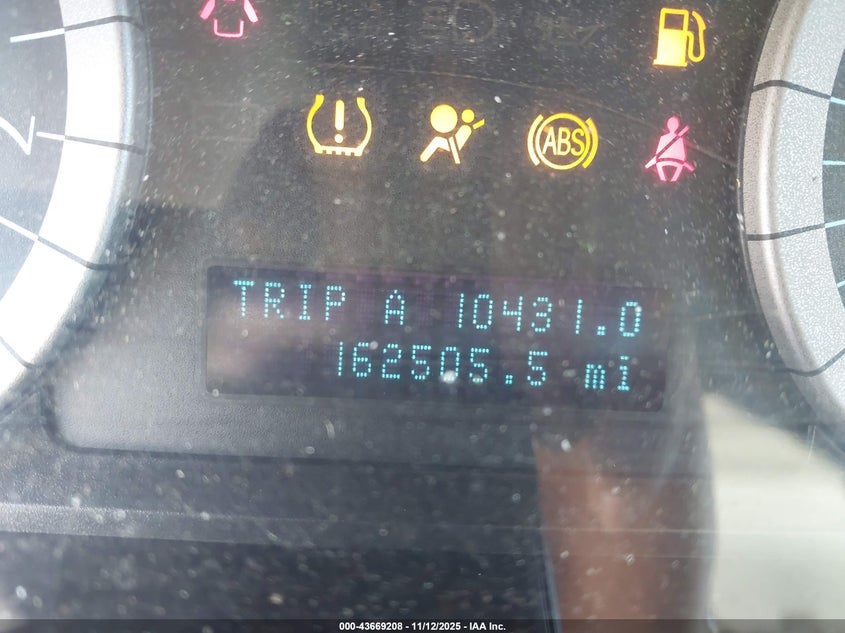 ABS
TRIP A 10431.0
162505.5 mi
000-43669208 - 11/12/2025 - IAA Inc.